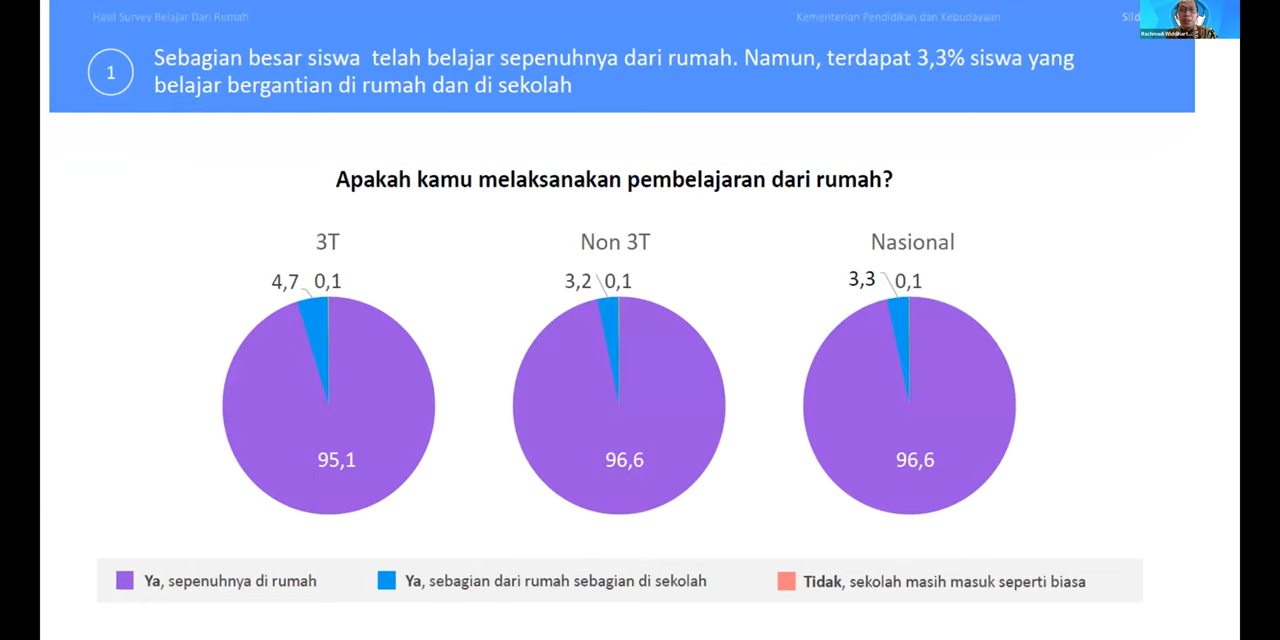 Hasil Survey Belajar Dari Rumah
Kementerian Pendidikan dan Kebudayaan
1
Sebagian besar siswa telah belajar sepenuhnya dari rumah. Namun, terdapat 3,3% siswa yang
belajar bergantian di rumah dan di sekolah
Apakah kamu melaksanakan pembelajaran dari rumah?
3T
Non 3T
Nasional
4,7 0,1
3,2 0,1
3,3 0,1
95,1
96,6
96,6
Ya, sepenuhnya di rumah
Ya, sebagian dari rumah sebagian di sekolah
Tidak, sekolah masih masuk seperti biasa